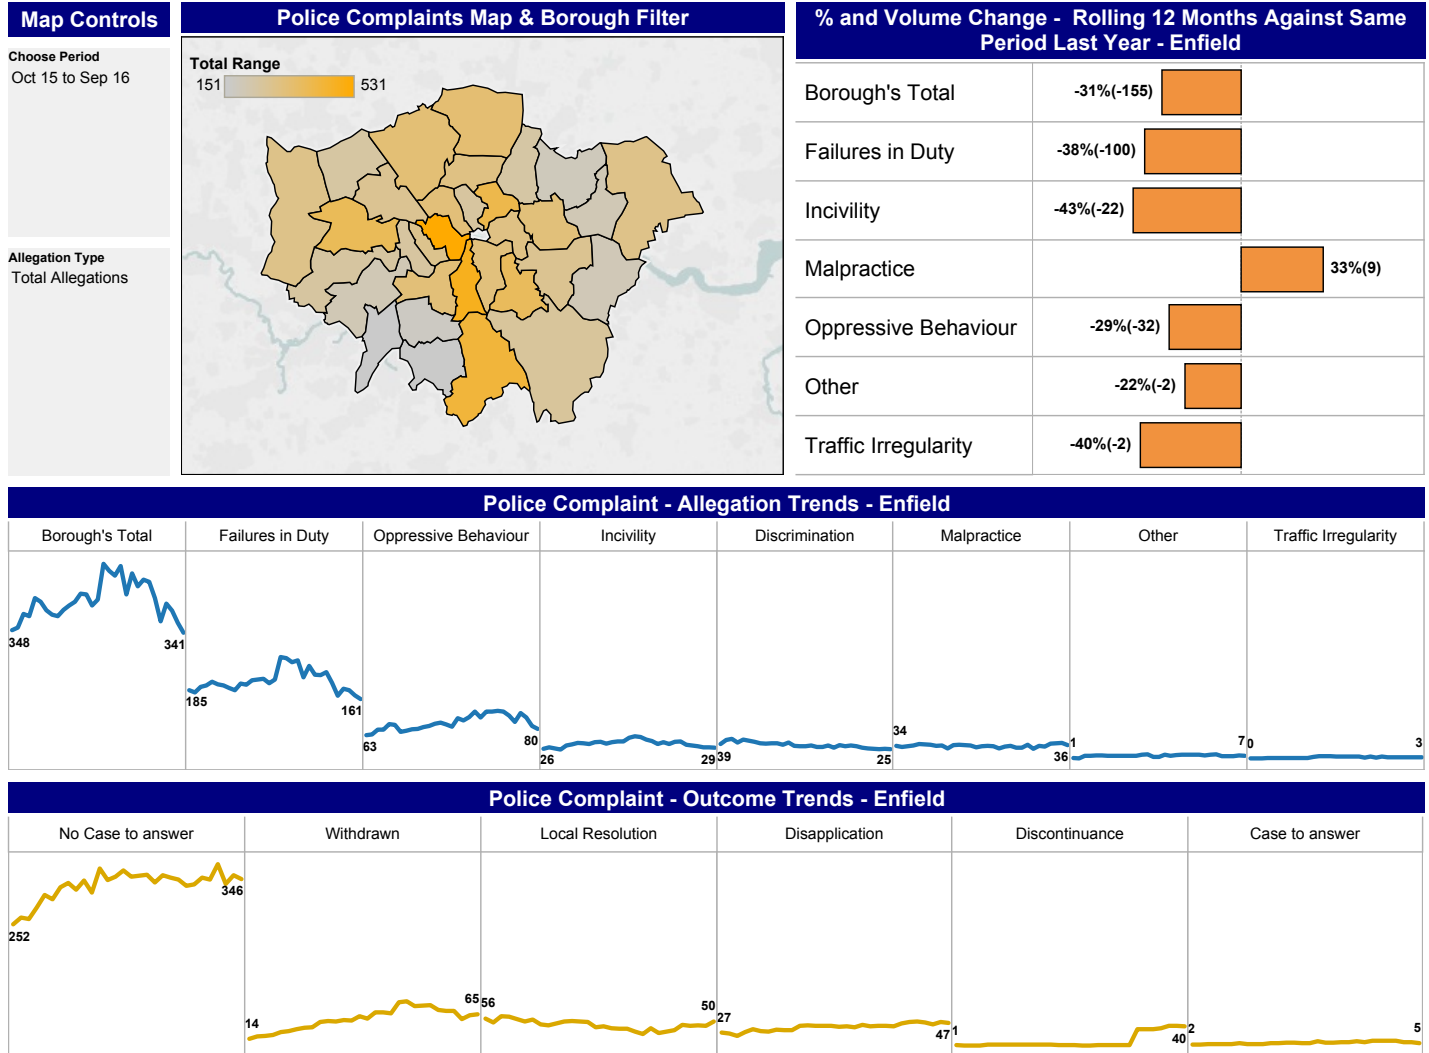 Map Controls
Choose Period
Oct 15 to Sep 16
Allegation Type
Total Allegations
Police Complaints Map & Borough Filter
Total Range
151
531
% and Volume Change - Rolling 12 Months Against Same
Period Last Year - Enfield
Borough's Total
-31%(-155)
Failures in Duty
-38%(-100)
Incivility
-43%(-22)
Malpractice
33%(9)
Oppressive Behaviour
-29%(-32)
Other
-22%(-2)
Traffic Irregularity
-40%(-2)
Police Complaint - Allegation Trends - Enfield
Borough's Total
Failures in Duty
Oppressive Behaviour
Incivility
Discrimination
Malpractice
Other
Traffic Irregularity
348
341
185
161
63
80
26
29
39
25
34
36
1
7
0
3
Police Complaint - Outcome Trends - Enfield
No Case to answer
Withdrawn
Local Resolution
Disapplication
Discontinuance
Case to answer
252
346
14
65
56
50
27
47
1
40
2
5